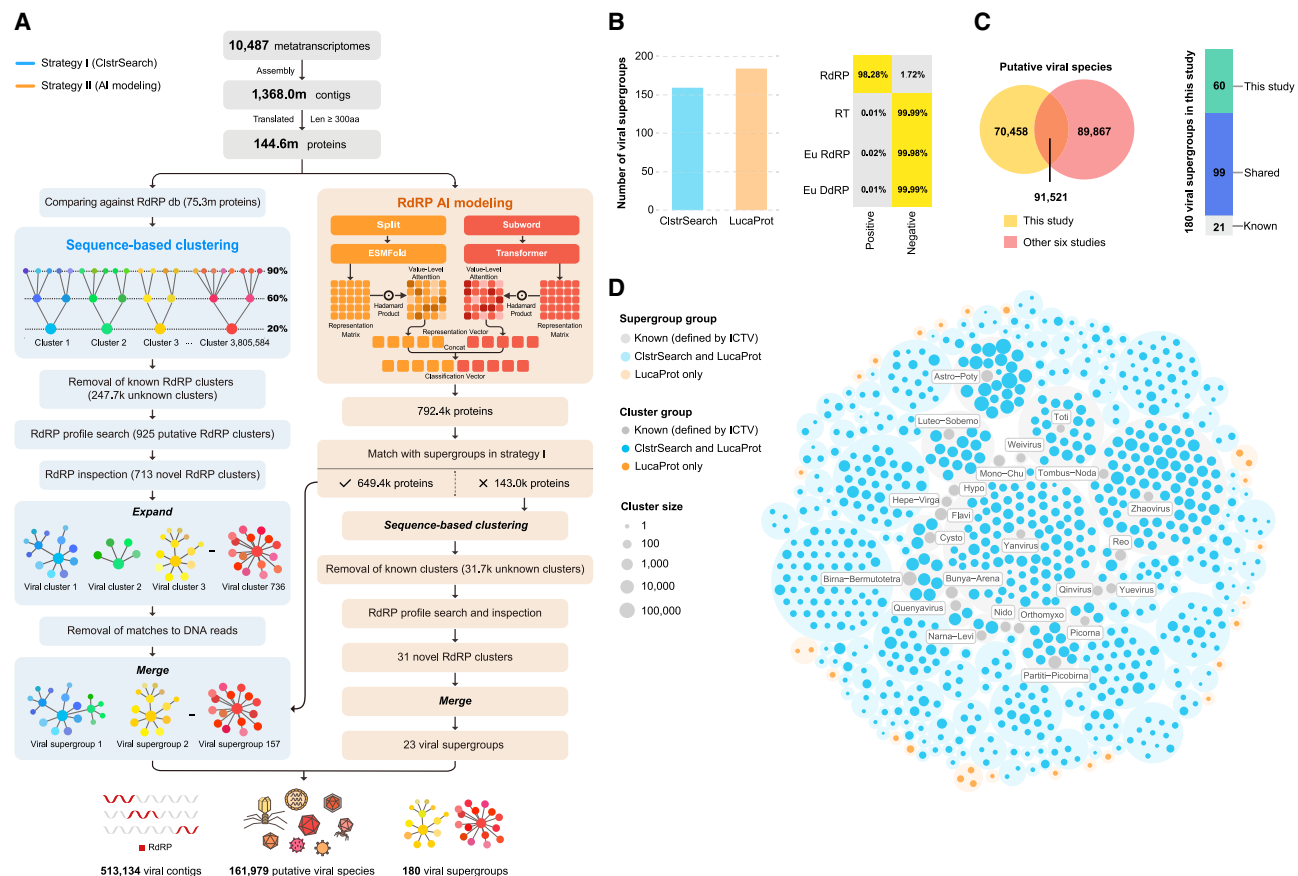 A
Strategy I (ClstrSearch)
Strategy II (AI modeling)
10,487 metatranscriptomes
Assembly
1,368.0m contigs
Translated
Len ≥ 300aa
144.6m proteins
Comparing against RdRP db (75.3m proteins)
Sequence-based clustering
90%
60%
20%
Cluster 1
Cluster 2
Cluster 3
...
Cluster 3,805,584
Removal of known RdRP clusters
(247.7k unknown clusters)
RdRP profile search (925 putative RdRP clusters)
RdRP inspection (713 novel RdRP clusters)
Expand
Viral cluster 1
Viral cluster 2
Viral cluster 3
Viral cluster 736
Removal of matches to DNA reads
Merge
Viral supergroup 1
Viral supergroup 2
Viral supergroup 157
RdRP AI modeling
Split
Subword
ESMFold
Transformer
Value-Level
Attenttion
Value-Level
Attenttion
Hadamard
Product
Hadamard
Product
Representation
Matrix
Representation Vector
Representation
Matrix
Concat
Classification Vector
792.4k proteins
Match with supergroups in strategy I
✓ 649.4k proteins
✕ 143.0k proteins
Sequence-based clustering
Removal of known clusters (31.7k unknown clusters)
RdRP profile search and inspection
31 novel RdRP clusters
Merge
23 viral supergroups
RdRP
513,134 viral contigs
161,979 putative viral species
180 viral supergroups
B
Number of viral supergroups
200
150
100
50
0
ClstrSearch
LucaProt
RdRP
98.28%
1.72%
RT
0.01%
99.99%
Eu RdRP
0.02%
99.98%
Eu DdRP
0.01%
99.99%
Positive
Negative
C
Putative viral species
70,458
89,867
91,521
This study
Other six studies
180 viral supergroups in this study
60
This study
99
Shared
21
Known
D
Supergroup group
Known (defined by ICTV)
ClstrSearch and LucaProt
LucaProt only
Cluster group
Known (defined by ICTV)
ClstrSearch and LucaProt
LucaProt only
Cluster size
1
100
1,000
10,000
100,000
Astro−Poty
Luteo−Sobemo
Toti
Weivirus
Mono−Chu
Tombus−Noda
Hypo
Hepe−Virga
Zhaovirus
Flavi
Cysto
Yanvirus
Reo
Birna−Bermutotetra
Bunya−Arena
Qinvirus
Yuevirus
Quenyavirus
Nido
Orthomyxo
Narna−Levi
Picorna
Partiti−Picobirna